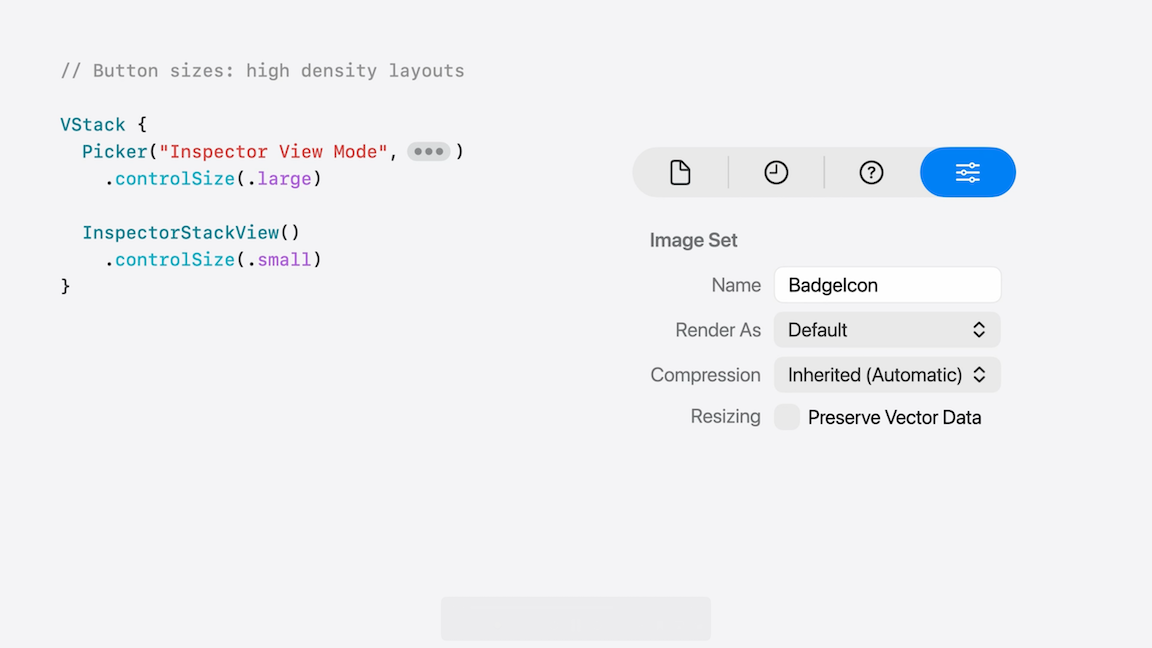 // Button sizes: high density layouts
VStack {
Picker("Inspector View Mode", ••• )
.controlSize(.large)
InspectorStackView()
.controlSize(.small)
}
?
Image Set
Name BadgeIcon
Render As Default
Compression Inherited (Automatic)
Resizing Preserve Vector Data